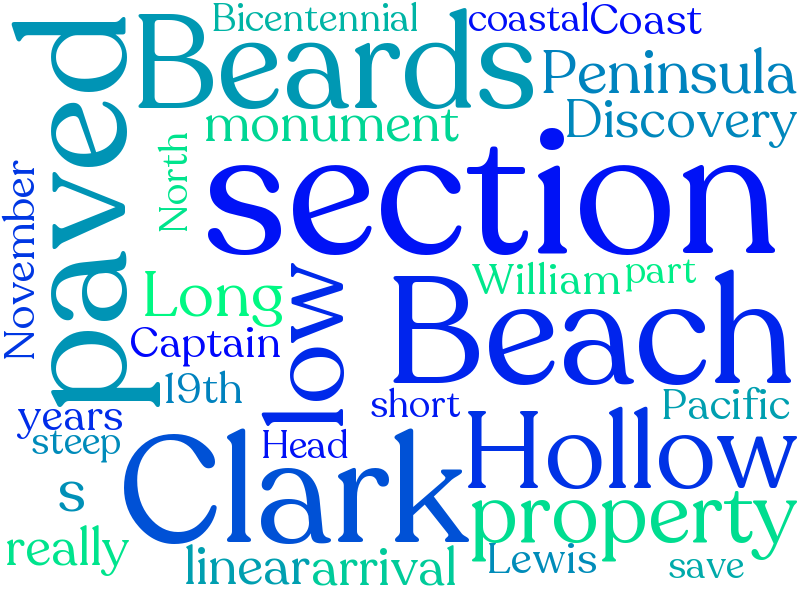 Bicentennial
coastal
Coast
Beards
paved
Peninsula
Discovery
monument
North
section
November
William
part
Long
low
Beach
Captain
19th
short
Pacific
years
steep
Head
Clark
Hollow
s
property
really
linear
arrival
Lewis
save